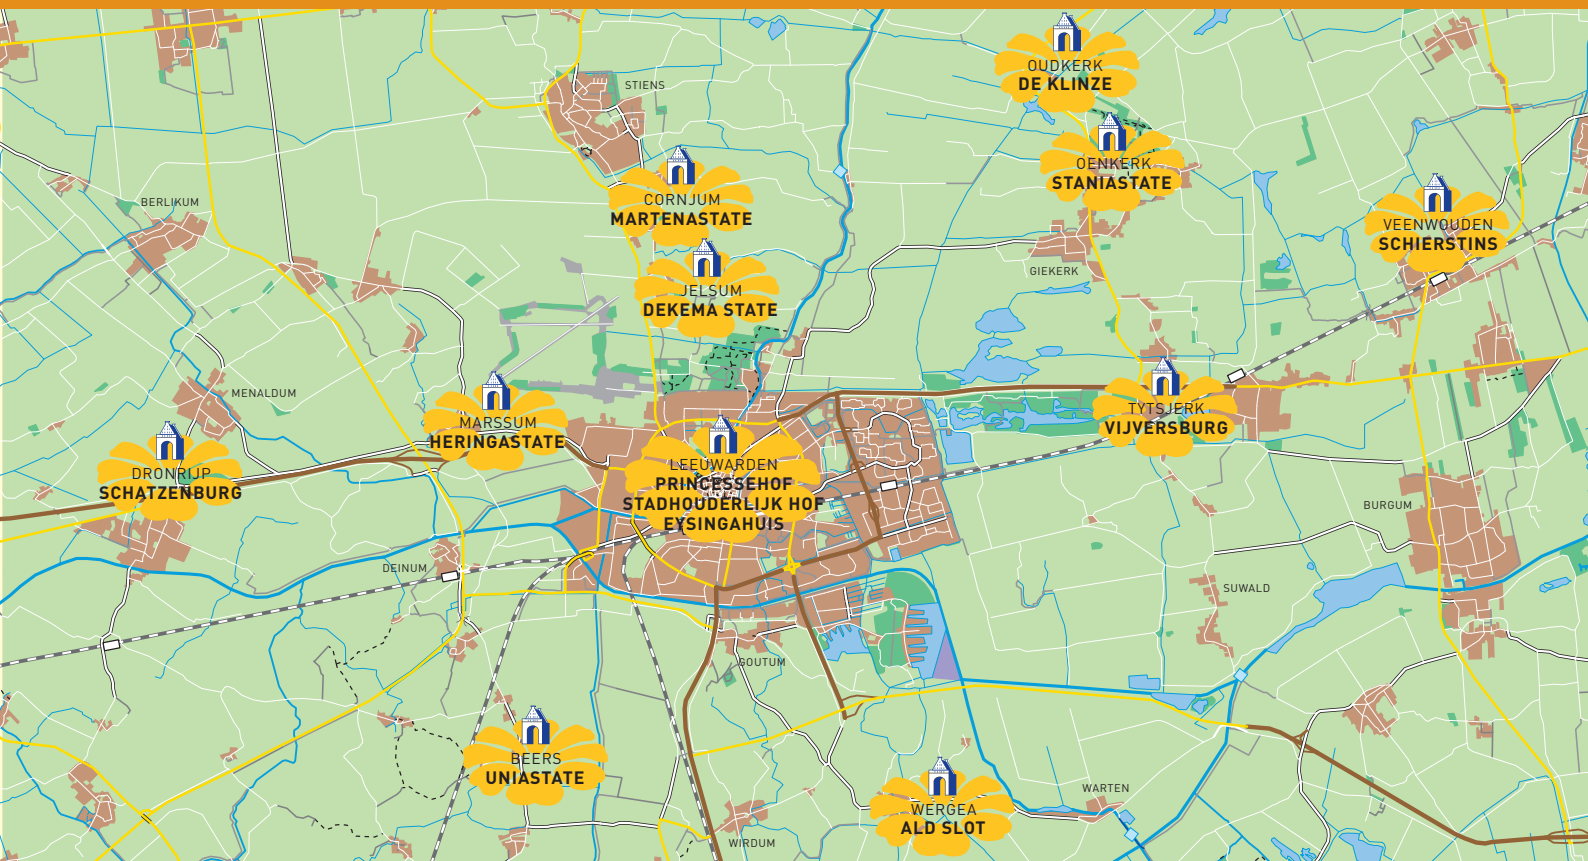 OUDKERK
DE KLINZE
STIENS
OENKERK
STANIASTATE
CORNJUM
MARTENASTATE
BERLIKUM
VEENWOUDEN
SCHIERSTINS
GIEKERK
JELSUM
DEKEMA STATE
MENALDUM
TYTSJERK
VIJVERSBURG
MARSSUM
HERINGASTATE
DRONRIJP
SCHATZENBURG
LEEUWARDEN
PRINCESSEHOF
STADHOUDERLIJK HOF
EYSINGAHUIS
BURGUM
DEINUM
SUWALD
GOUTUM
BEERS
UNIASTATE
WARTEN
WERGEA
ALD SLOT
WIRDUM